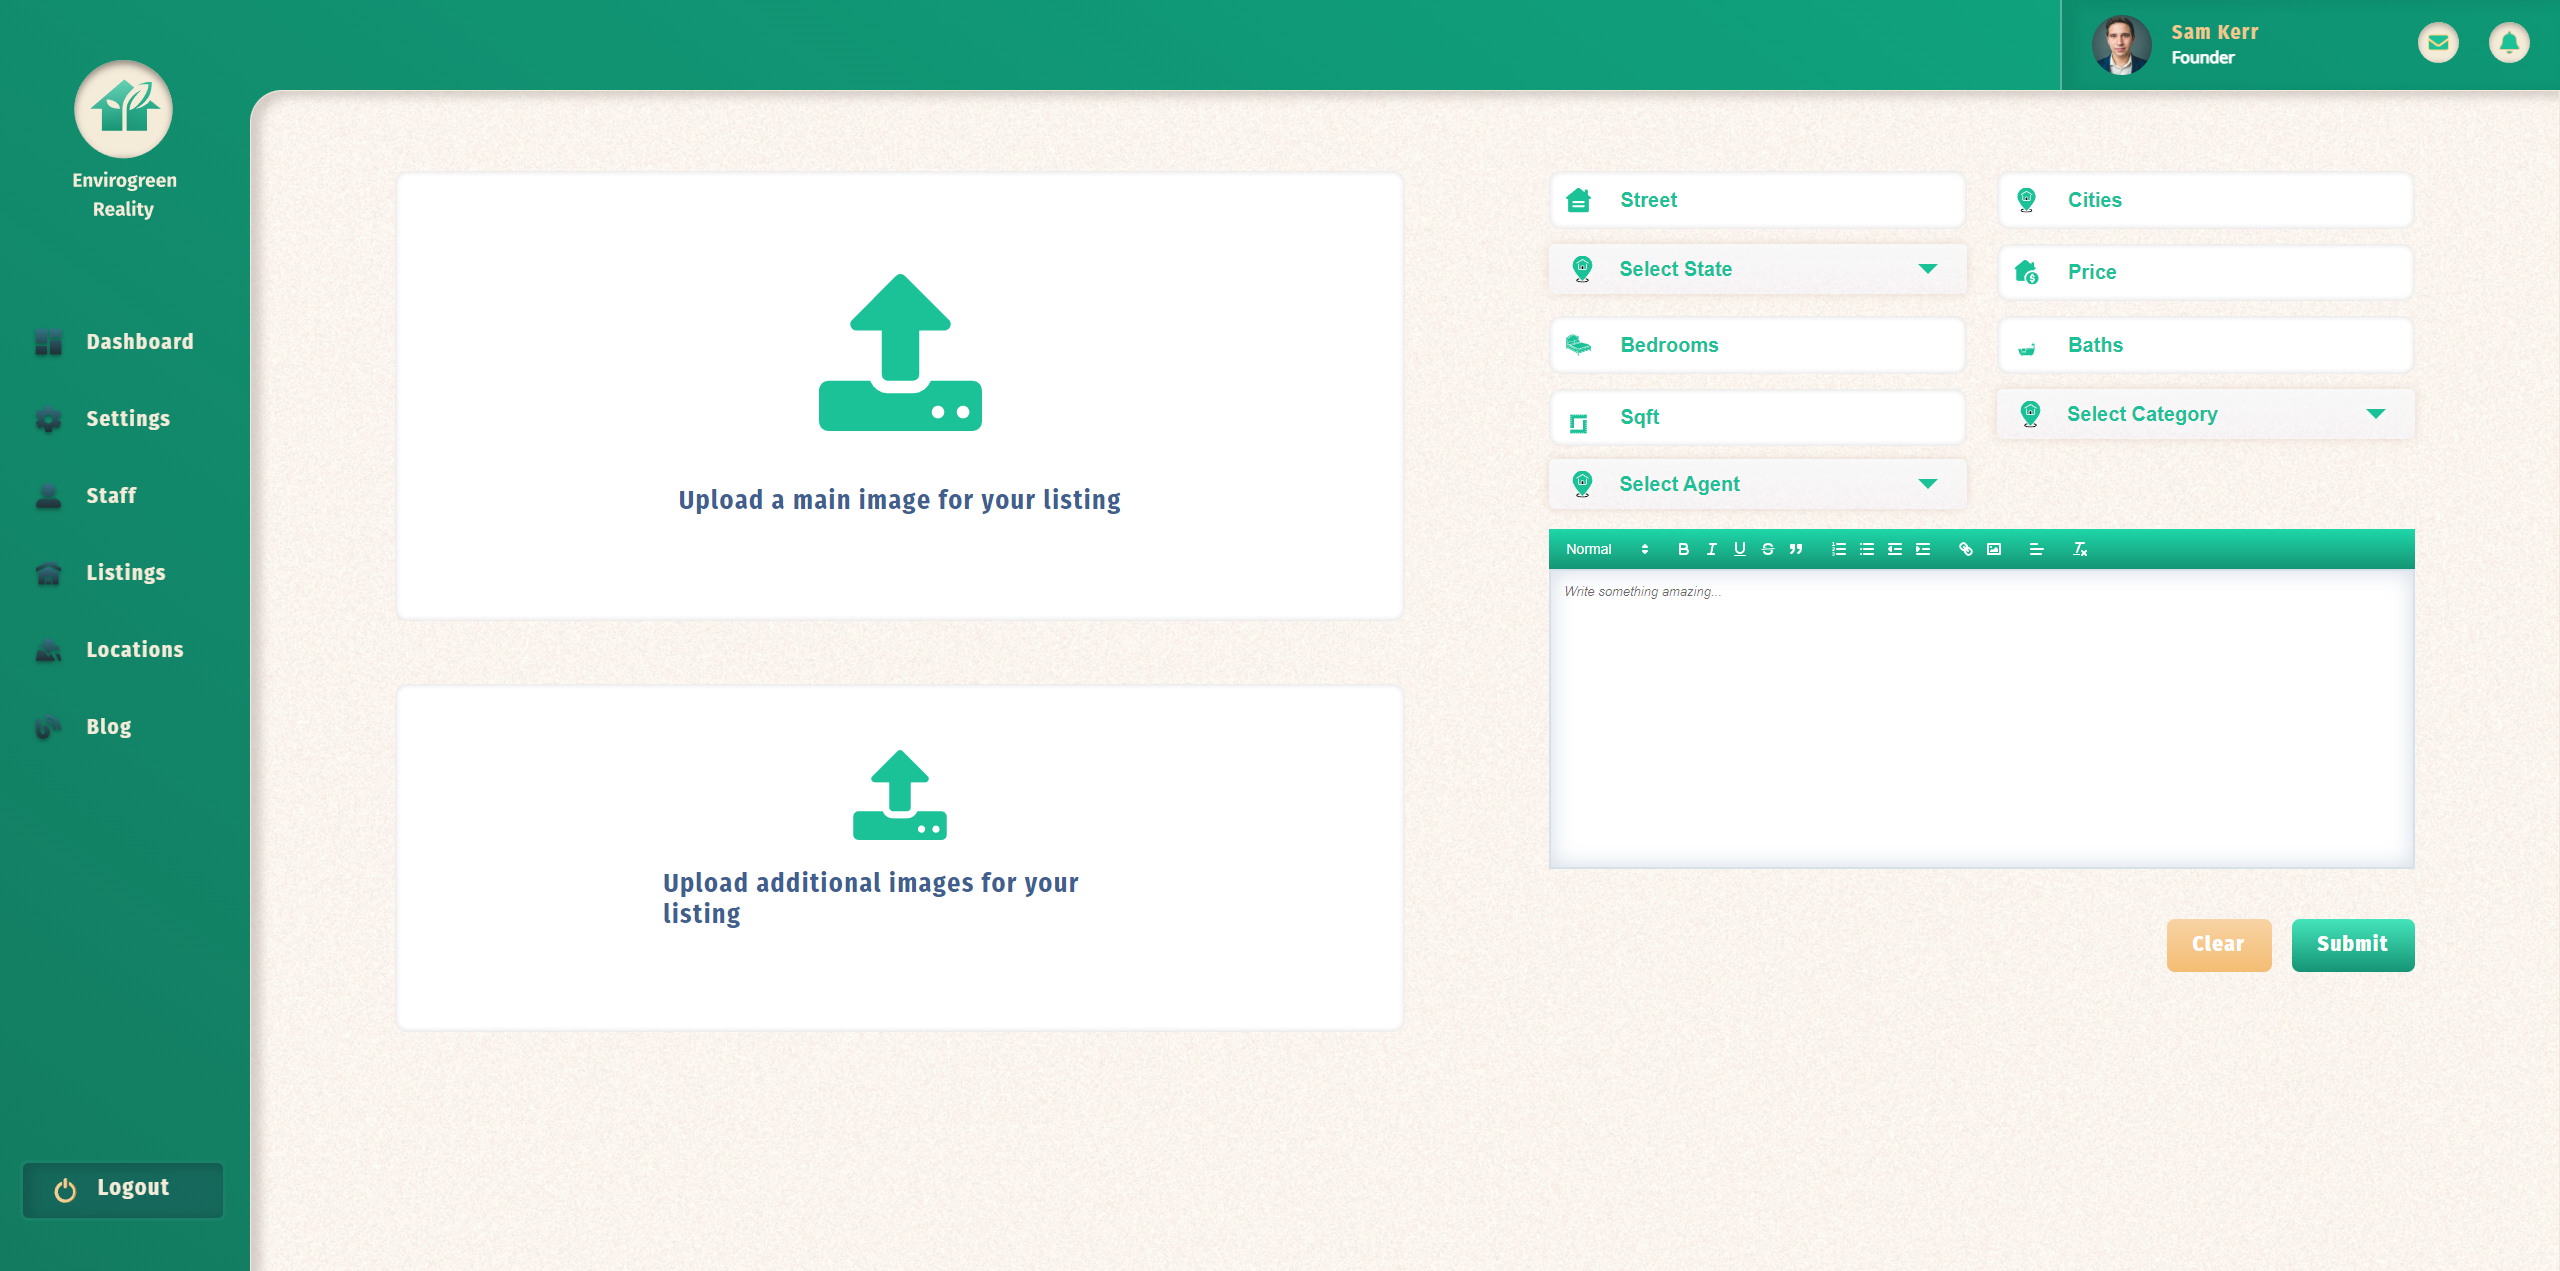 Sam Kerr
Founder
Envirogreen
Reality
Dashboard
Settings
Staff
Listings
Locations
Blog
Logout
Upload a main image for your listing
Upload additional images for your
listing
Street
Cities
Select State
Price
Bedrooms
Baths
Sqft
Select Category
Select Agent
Normal
Write something amazing...
Clear
Submit